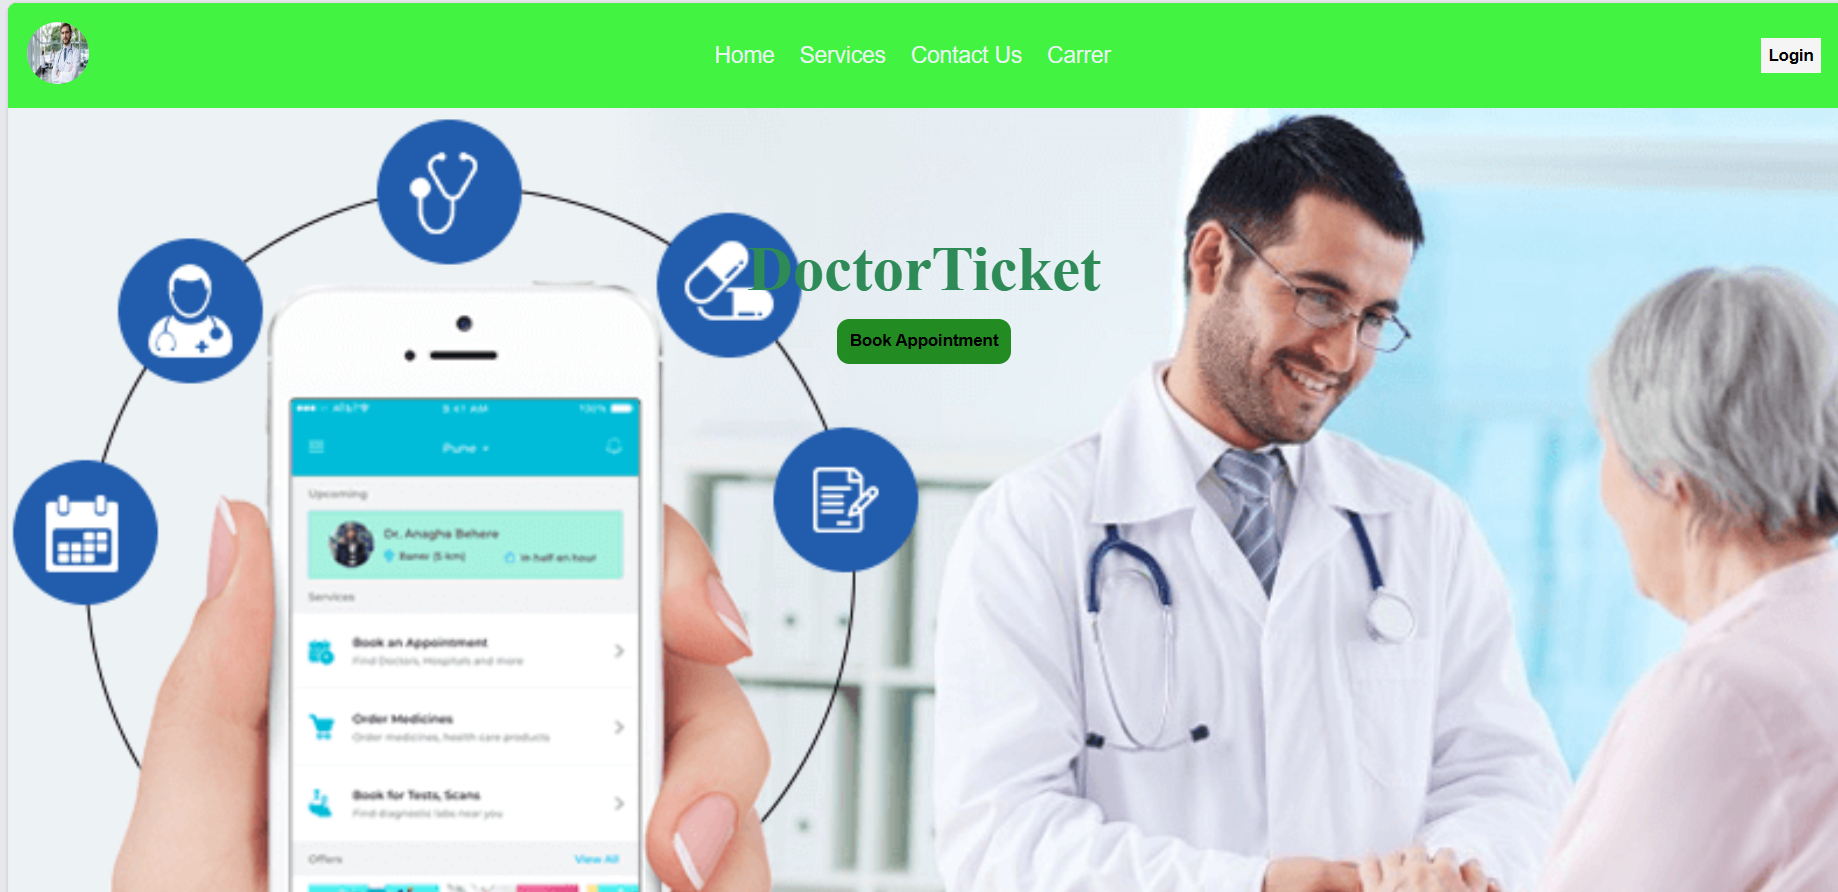 Home Services Contact Us Carrer
Login
DoctorTicket
Book Appointment
9:41 AM
100%
Pune
Upcoming
Dr. Anagha Behere
Baner (5 km) In half an hour
Services
Book an Appointment
Find Doctors, Hospitals and more
Order Medicines
Order medicines, health care products
Book for Tests, Scans
Find diagnostic labs near you
Offers View All